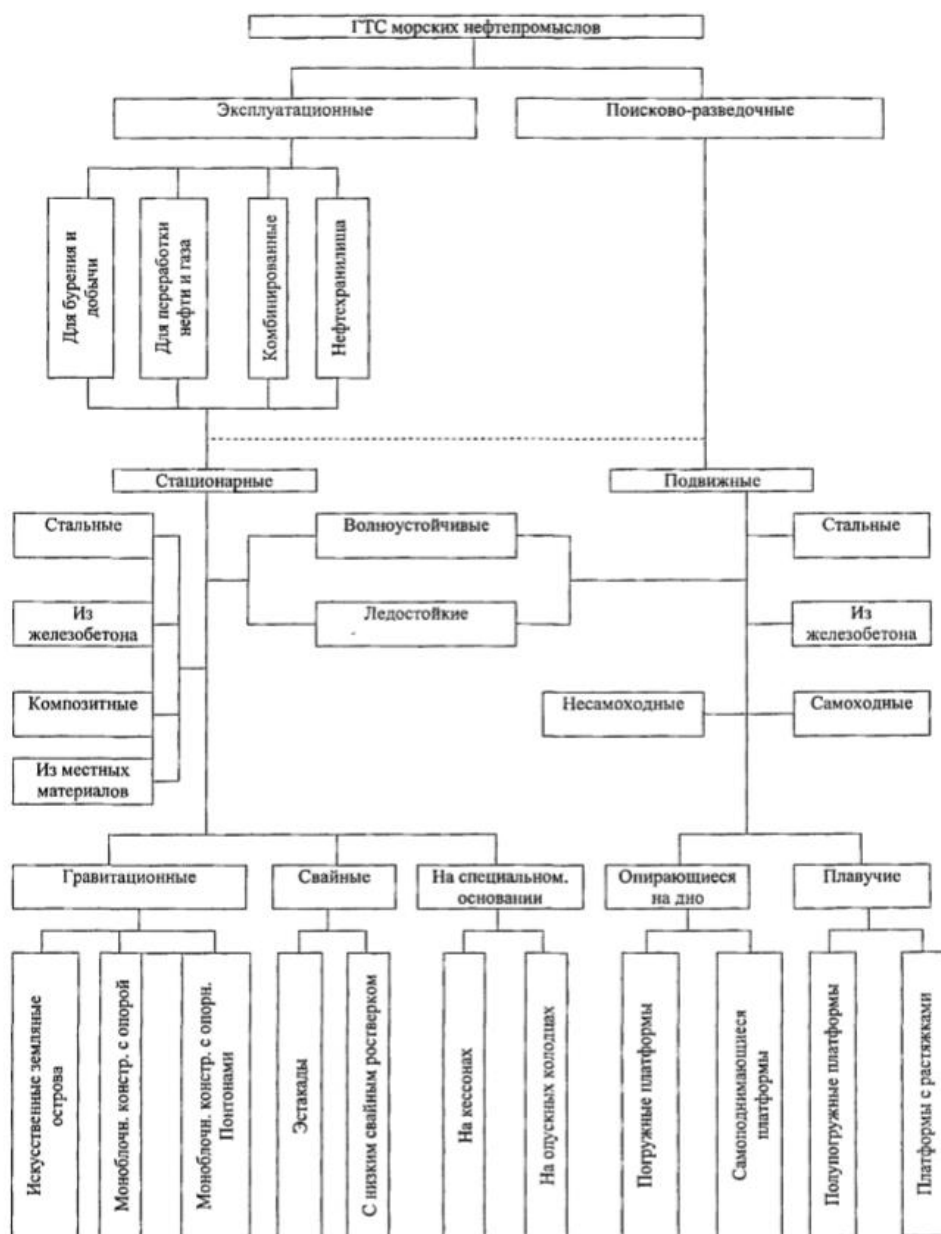 ГТС морских нефтепромыслов
Эксплуатационные
Поисково-разведочные
Для бурения и
добычи
Для переработки
нефти и газа
Комбинированные
Нефтехранилища
Стационарные
Подвижные
Стальные
Волноустойчивые
Стальные
Из
железобетона
Ледостойкие
Из
железобетона
Композитные
Несамоходные
Самоходные
Из местных
материалов
Гравитационные
Свайные
На специальном.
основании
Опирающиеся
на дно
Плавучие
Искусственные земляные
острова
Моноблочн. констр. с опорой
Моноблочн. констр. с опорн.
Понтонами
Эстакады
С низким свайным ростверком
На кессонах
На опускных колодцах
Погружные платформы
Самоподнимающиеся
платформы
Полупогружные платформы
Платформы с растяжками